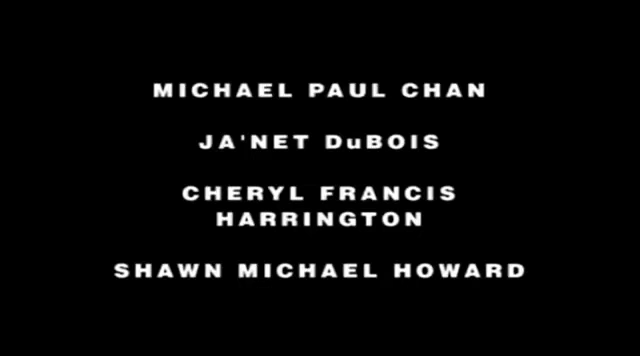 MICHAEL PAUL CHAN
JA'NET DuBOIS
CHERYL FRANCIS
HARRINGTON
SHAWN MICHAEL HOWARD